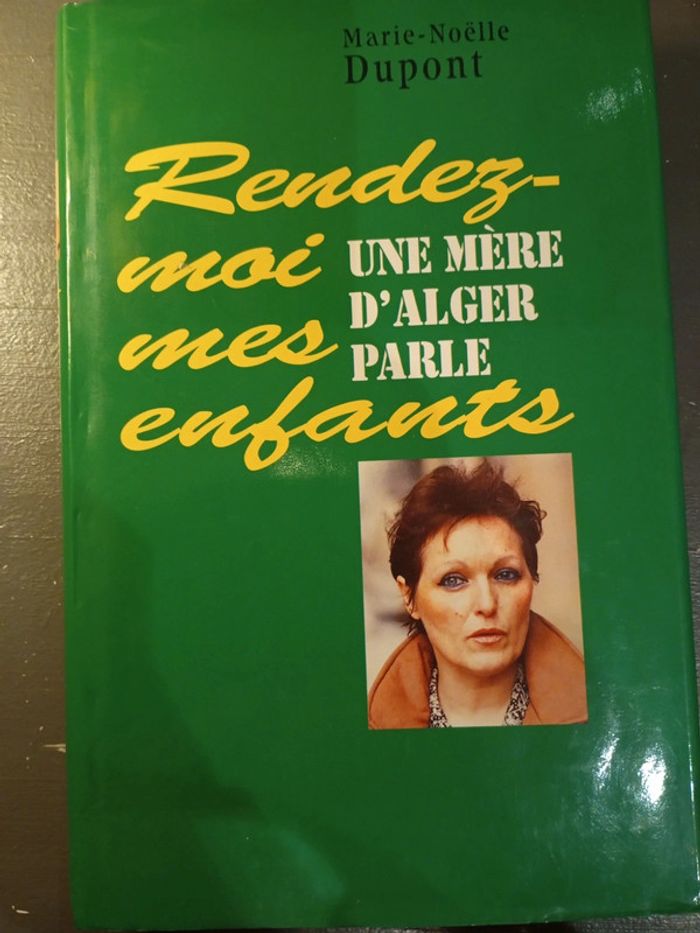 Marie-Noëlle
Dupont
Rendez-
moi
mes
enfants
UNE MÈRE
D'ALGER
PARLE